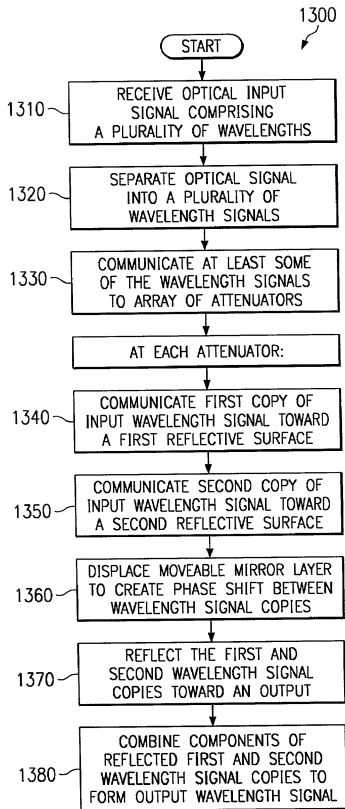 1300
START
1310
RECEIVE OPTICAL INPUT
SIGNAL COMPRISING
A PLURALITY OF WAVELENGTHS
1320
SEPARATE OPTICAL SIGNAL
INTO A PLURALITY OF
WAVELENGTH SIGNALS
1330
COMMUNICATE AT LEAST SOME
OF THE WAVELENGTH SIGNALS
TO ARRAY OF ATTENUATORS
AT EACH ATTENUATOR:
1340
COMMUNICATE FIRST COPY OF
INPUT WAVELENGTH SIGNAL TOWARD
A FIRST REFLECTIVE SURFACE
1350
COMMUNICATE SECOND COPY OF
INPUT WAVELENGTH SIGNAL TOWARD
A SECOND REFLECTIVE SURFACE
1360
DISPLACE MOVEABLE MIRROR LAYER
TO CREATE PHASE SHIFT BETWEEN
WAVELENGTH SIGNAL COPIES
1370
REFLECT THE FIRST AND
SECOND WAVELENGTH SIGNAL
COPIES TOWARD AN OUTPUT
1380
COMBINE COMPONENTS OF
REFLECTED FIRST AND SECOND
WAVELENGTH SIGNAL COPIES TO
FORM OUTPUT WAVELENGTH SIGNAL